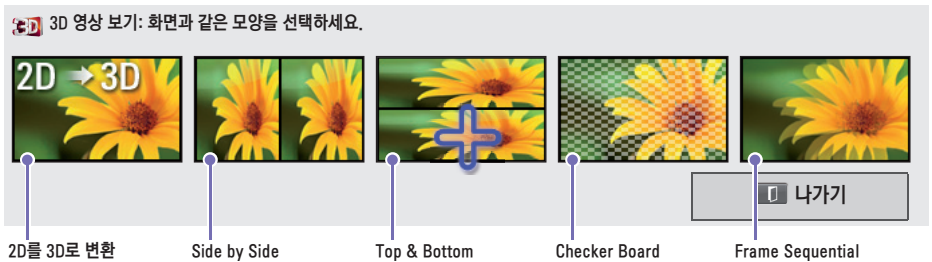 3D 3D 영상 보기: 화면과 같은 모양을 선택하세요.
2D → 3D
나가기
2D를 3D로 변환
Side by Side
Top & Bottom
Checker Board
Frame Sequential